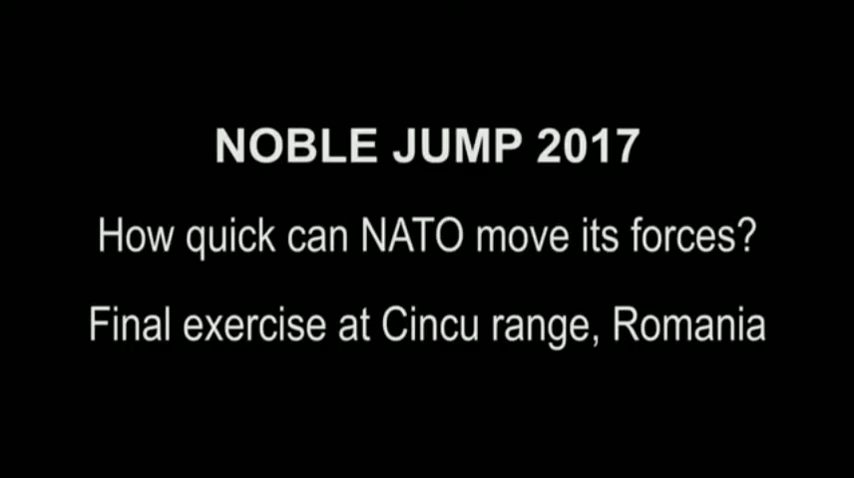 NOBLE JUMP 2017
How quick can NATO move its forces?
Final exercise at Cincu range, Romania